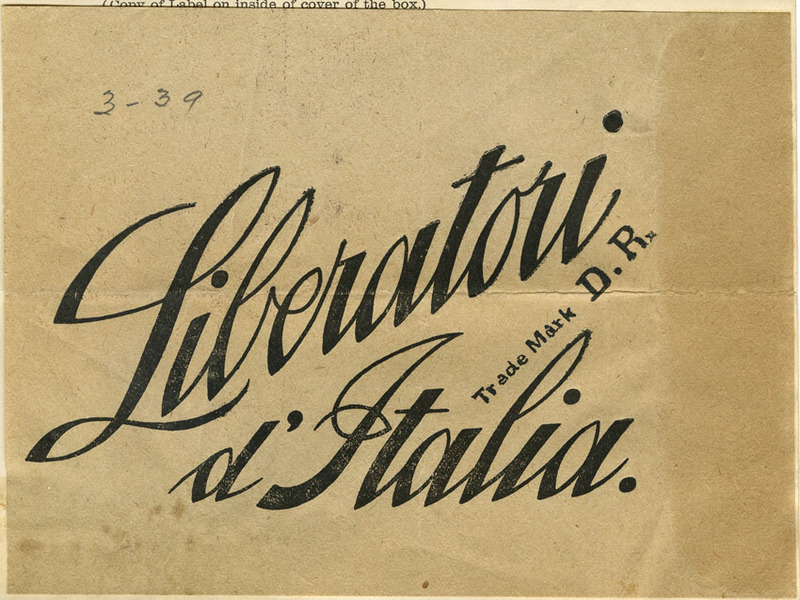 (Copy of Label on inside of cover of the box.)
3-39
Liberatori
D. R.
Trade Mark
d'Italia.